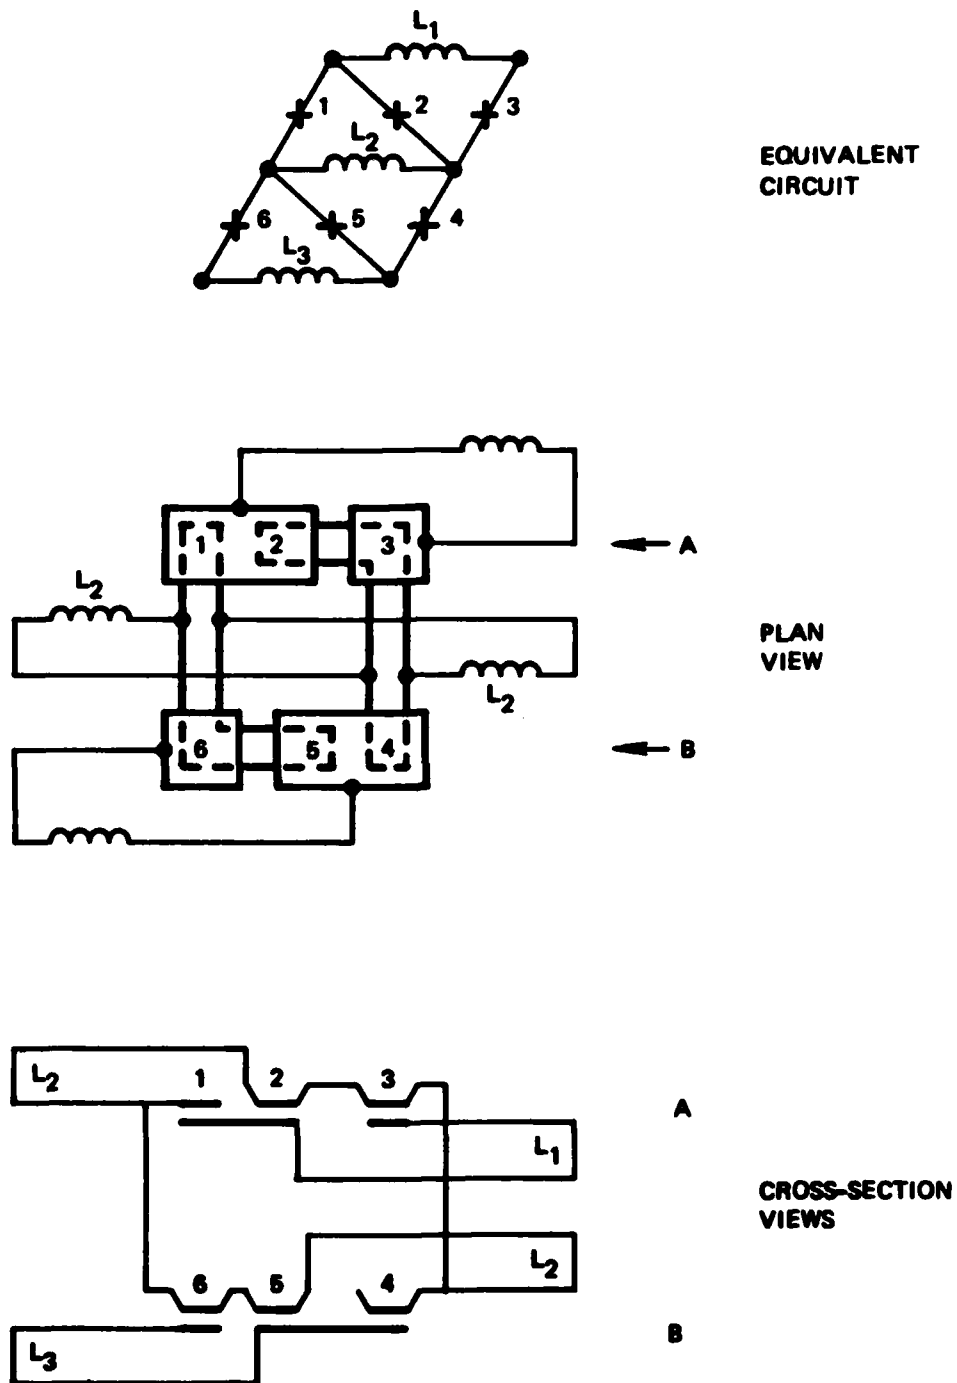 L1
1 2 3
L2
EQUIVALENT
CIRCUIT
6 5 4
L3
1 2 3
A
L2
PLAN
VIEW
L2
6 5 4
B
L2 1 2 3
A
L1
CROSS-SECTION
VIEWS
L2
6 5 4
B
L3